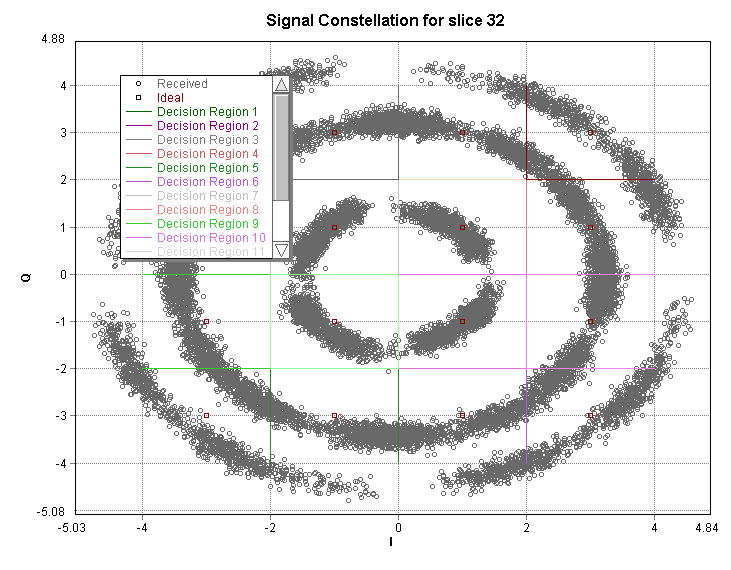 Signal Constellation for slice 32
4.88
4
3
2
1
0
-1
-2
-3
-4
-5.08
Q
Received
Ideal
Decision Region 1
Decision Region 2
Decision Region 3
Decision Region 4
Decision Region 5
Decision Region 6
Decision Region 7
Decision Region 8
Decision Region 9
Decision Region 10
Decision Region 11
-5.03 -4 -2 0 2 4 4.84
I